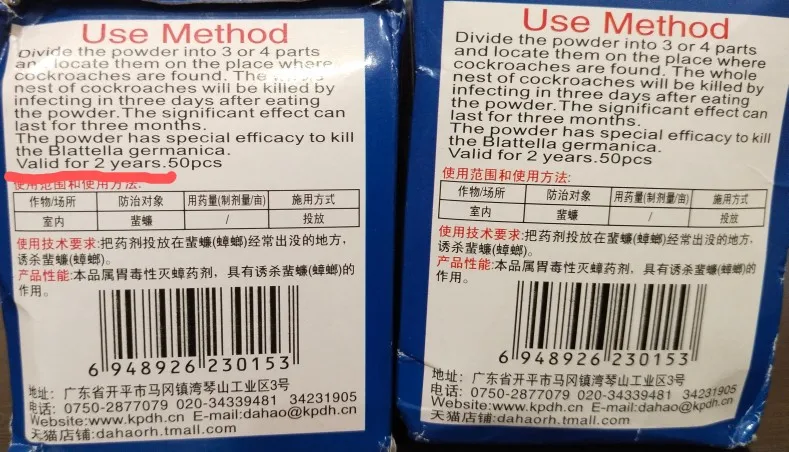 Use Method
Divide the powder into 3 or 4 parts
and locate them on the place where
cockroaches are found. The
nest of cockroaches will be killed by
infecting in three days after eating
the powder.The significant effect can
last for three months.
The powder has special efficacy to kill
the Blattella germanica.
Valid for 2 years.50pcs
使用范围和使用方法:
作物/场所 防治对象 用药量(制剂量/亩) 施用方式
室内 蜚蠊 / 投放
使用技术要求:把药剂投放在蜚蠊(蟑螂)经常出没的地方,
诱杀蜚蠊(蟑螂)。
产品性能:本品属胃毒性灭蟑药剂，具有诱杀蜚蠊(蟑螂)的
作用。
6 948926 230153
地址: 广东省开平市马冈镇湾琴山工业区3号
电话: 0750-2877079 020-34339481 34231905
Website:www.kpdh.cn E-mail:dahao@kpdh.cn
天猫店铺:dahaorh.tmall.com
Use Method
Divide the powder into 3 or 4 parts
and locate them on the place where
cockroaches are found. The whole
nest of cockroaches will be killed by
infecting in three days after eating
the powder.The significant effect can
last for three months.
The powder has special efficacy to kill
the Blattella germanica.
Valid for 2 years.50pcs
使用范围和使用方法:
作物/场所 防治对象 用药量(制剂量/亩) 施用方式
室内 蜚蠊 / 投放
使用技术要求:把药剂投放在蜚蠊(蟑螂)经常出没的地方,
诱杀蜚蠊(蟑螂)。
产品性能:本品属胃毒性灭蟑药剂，具有诱杀蜚蠊(蟑螂)的
作用。
6 948926 230153
地址: 广东省开平市马冈镇湾琴山工业区3号
电话: 0750-2877079 020-34339481 34231905
Website:www.kpdh.cn E-mail:dahao@kpdh.cn
天猫店铺:dahaorh.tmall.com